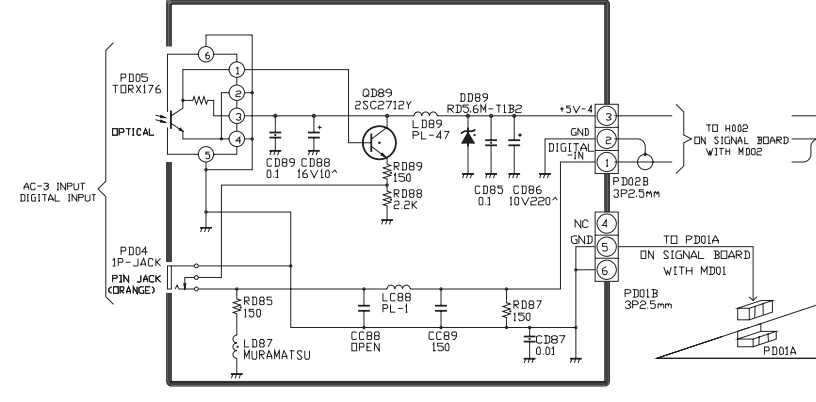 PD05
TORX176
OPTICAL
6
1
2
3
4
5
QD89
2SC2712Y
DD89
RD5.6M-T1B2
LD89
PL-47
+5V-4
3
GND
2
DIGITAL
-IN
1
TO H002
ON SIGNAL BOARD
WITH MD02
CD89
0.1
CD88
16V10^
RD89
150
RD88
2.2K
CD85
0.1
CD86
10V220^
PD02B
3P2.5mm
AC-3 INPUT
DIGITAL INPUT
NC
4
GND
5
6
TO PD01A
ON SIGNAL BOARD
WITH MD01
PD01B
3P2.5mm
PD04
1P-JACK
PIN JACK
(ORANGE)
RD85
150
LC88
PL-1
RD87
150
LD87
MURAMATSU
CC88
OPEN
CC89
150
CD87
0.01
PD01A